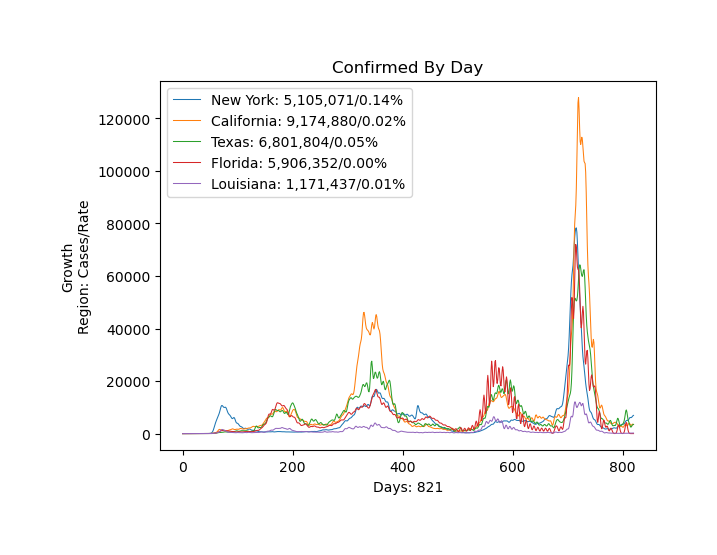 Confirmed By Day
New York: 5,105,071/0.14%
California: 9,174,880/0.02%
Texas: 6,801,804/0.05%
Florida: 5,906,352/0.00%
Louisiana: 1,171,437/0.01%
120000
100000
80000
60000
40000
20000
0
Growth
Region: Cases/Rate
0 200 400 600 800
Days: 821